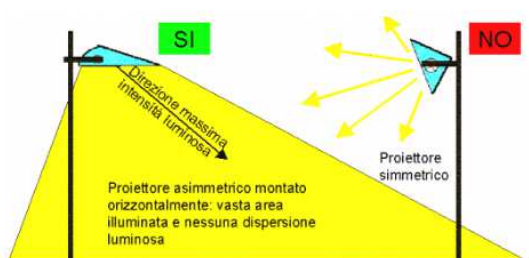 SI
NO
Direzione massima
intensità luminosa
Proiettore
simmetrico
Proiettore asimmetrico montato
orizzontalmente: vasta area
illuminata e nessuna dispersione
luminosa